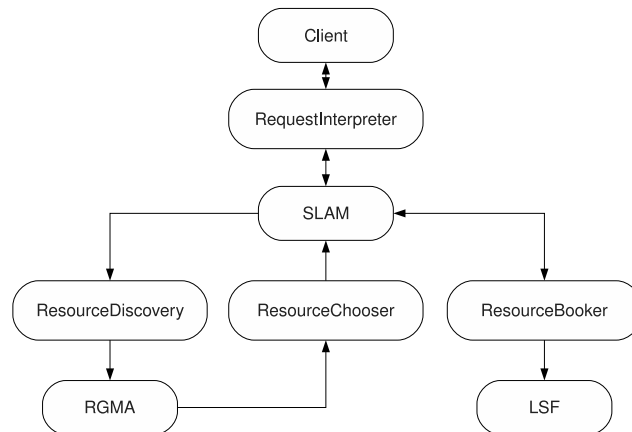 Client
RequestInterpreter
SLAM
ResourceDiscovery
ResourceChooser
ResourceBooker
RGMA
LSF